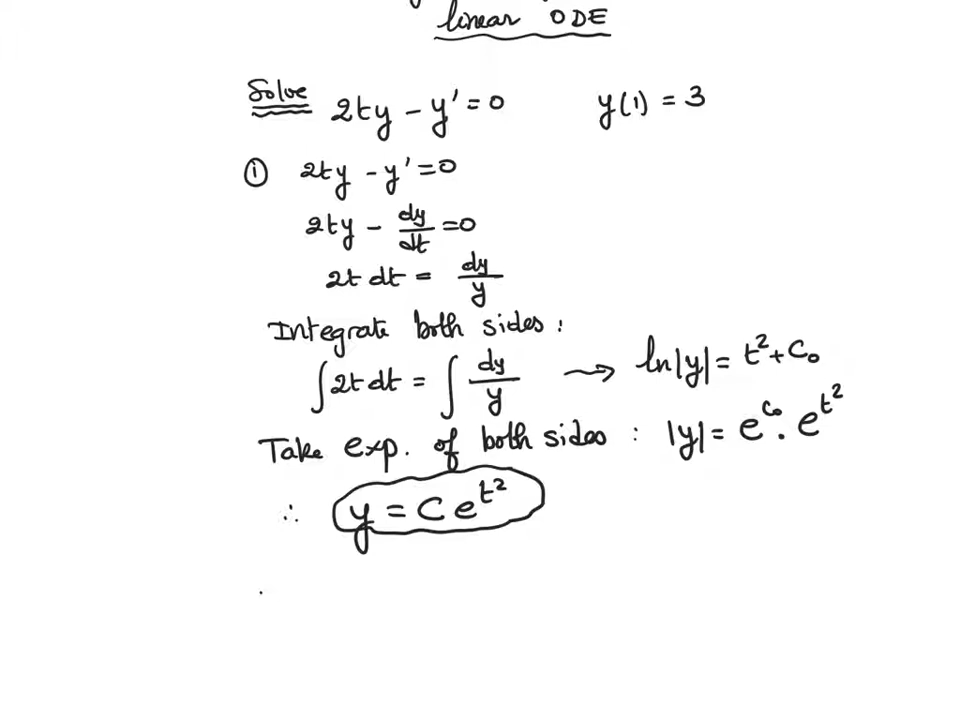 linear ODE
Solve 2ty - y' = 0 y(1) = 3
① 2ty - y' = 0
2ty - dy/dt = 0
2t dt = dy/y
Integrate both sides:
∫2t dt = ∫ dy/y → ln|y| = t² + C₀
Take exp. of both sides : |y| = e^C₀ . e^t²
∴ y = C e^t²